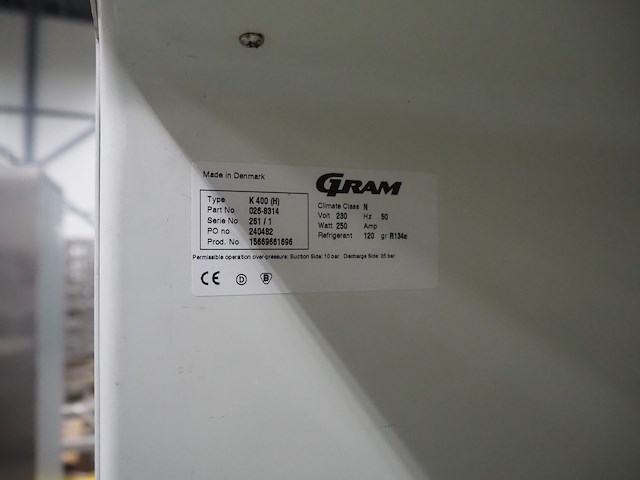 Made in Denmark
GRAM
Type K 400 (H)
Part No 026-8314
Serie No 251 / 1
PO no 240482
Prod. No 15669661696
Climate Class N
Volt 230 Hz 50
Watt 250 Amp
Refrigerant 120 gr R134a
Permissible operation over-pressure: Suction Side: 10 bar Discharge Side: 25 bar
CE D B